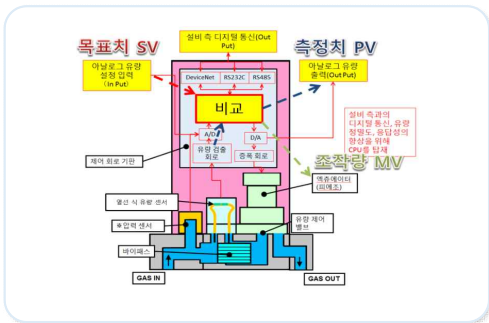 설비 측 디지털 통신(Out
Put)
목표치 SV
측정치 PV
아날로그 유량
설정 입력
(In Put)
아날로그 유량
출력(Out Put)
DeviceNet
RS232C
RS485
비교
A/D
D/A
유량 검출
회로
증폭 회로
설비 측과의
디지털 통신, 유량
정밀도, 응답성의
향상을 위해
CPU를 탑재
조작량 MV
제어 회로 기판
액츄에이터
(피에조)
열선 식 유량 센서
※압력 센서
유량 제어
밸브
바이패스
GAS IN
GAS OUT